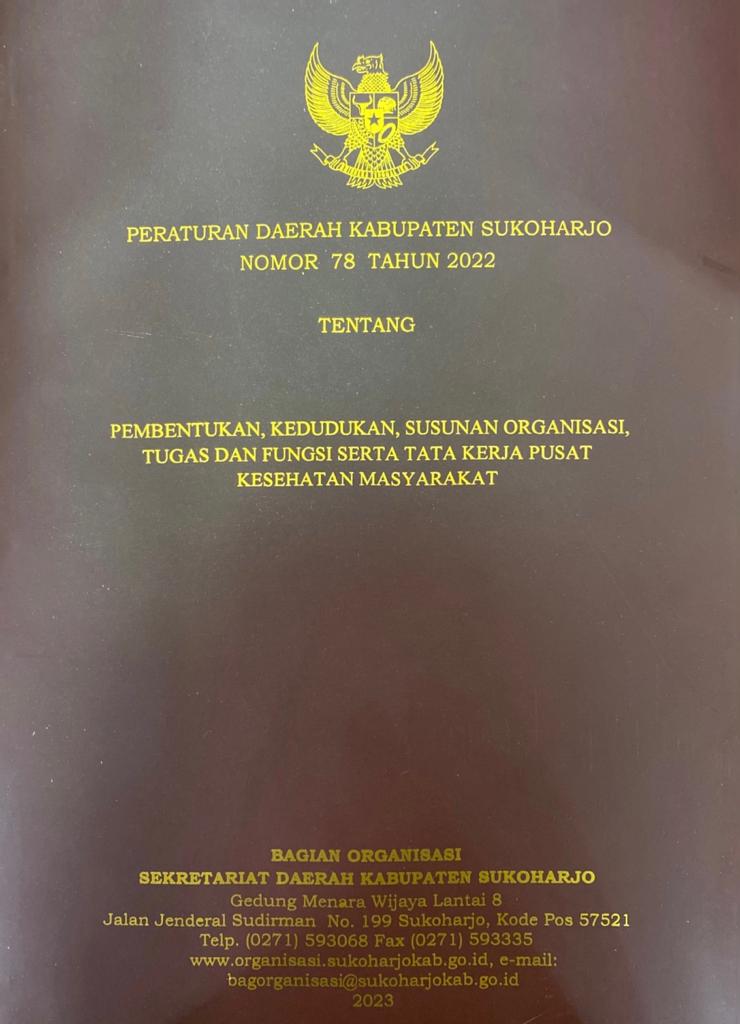 PERATURAN DAERAH KABUPATEN SUKOHARJO
NOMOR 78 TAHUN 2022
TENTANG
PEMBENTUKAN, KEDUDUKAN, SUSUNAN ORGANISASI,
TUGAS DAN FUNGSI SERTA TATA KERJA PUSAT
KESEHATAN MASYARAKAT
BAGIAN ORGANISASI
SEKRETARIAT DAERAH KABUPATEN SUKOHARJO
Gedung Menara Wijaya Lantai 8
Jalan Jenderal Sudirman No. 199 Sukoharjo, Kode Pos 57521
Telp. (0271) 593068 Fax (0271) 593335
www.organisasi.sukoharjokab.go.id, e-mail:
bagorganisasi@sukoharjokab.go.id
2023